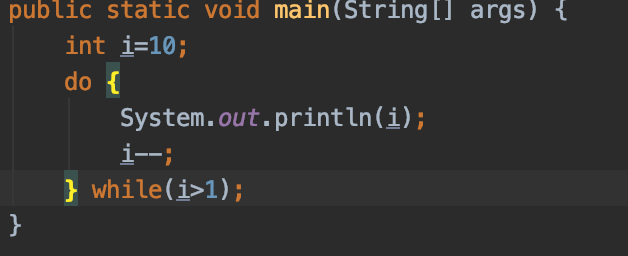 public static void main(String[] args) {
int i=10;
do {
System.out.println(i);
i--;
} while(i>1);
}